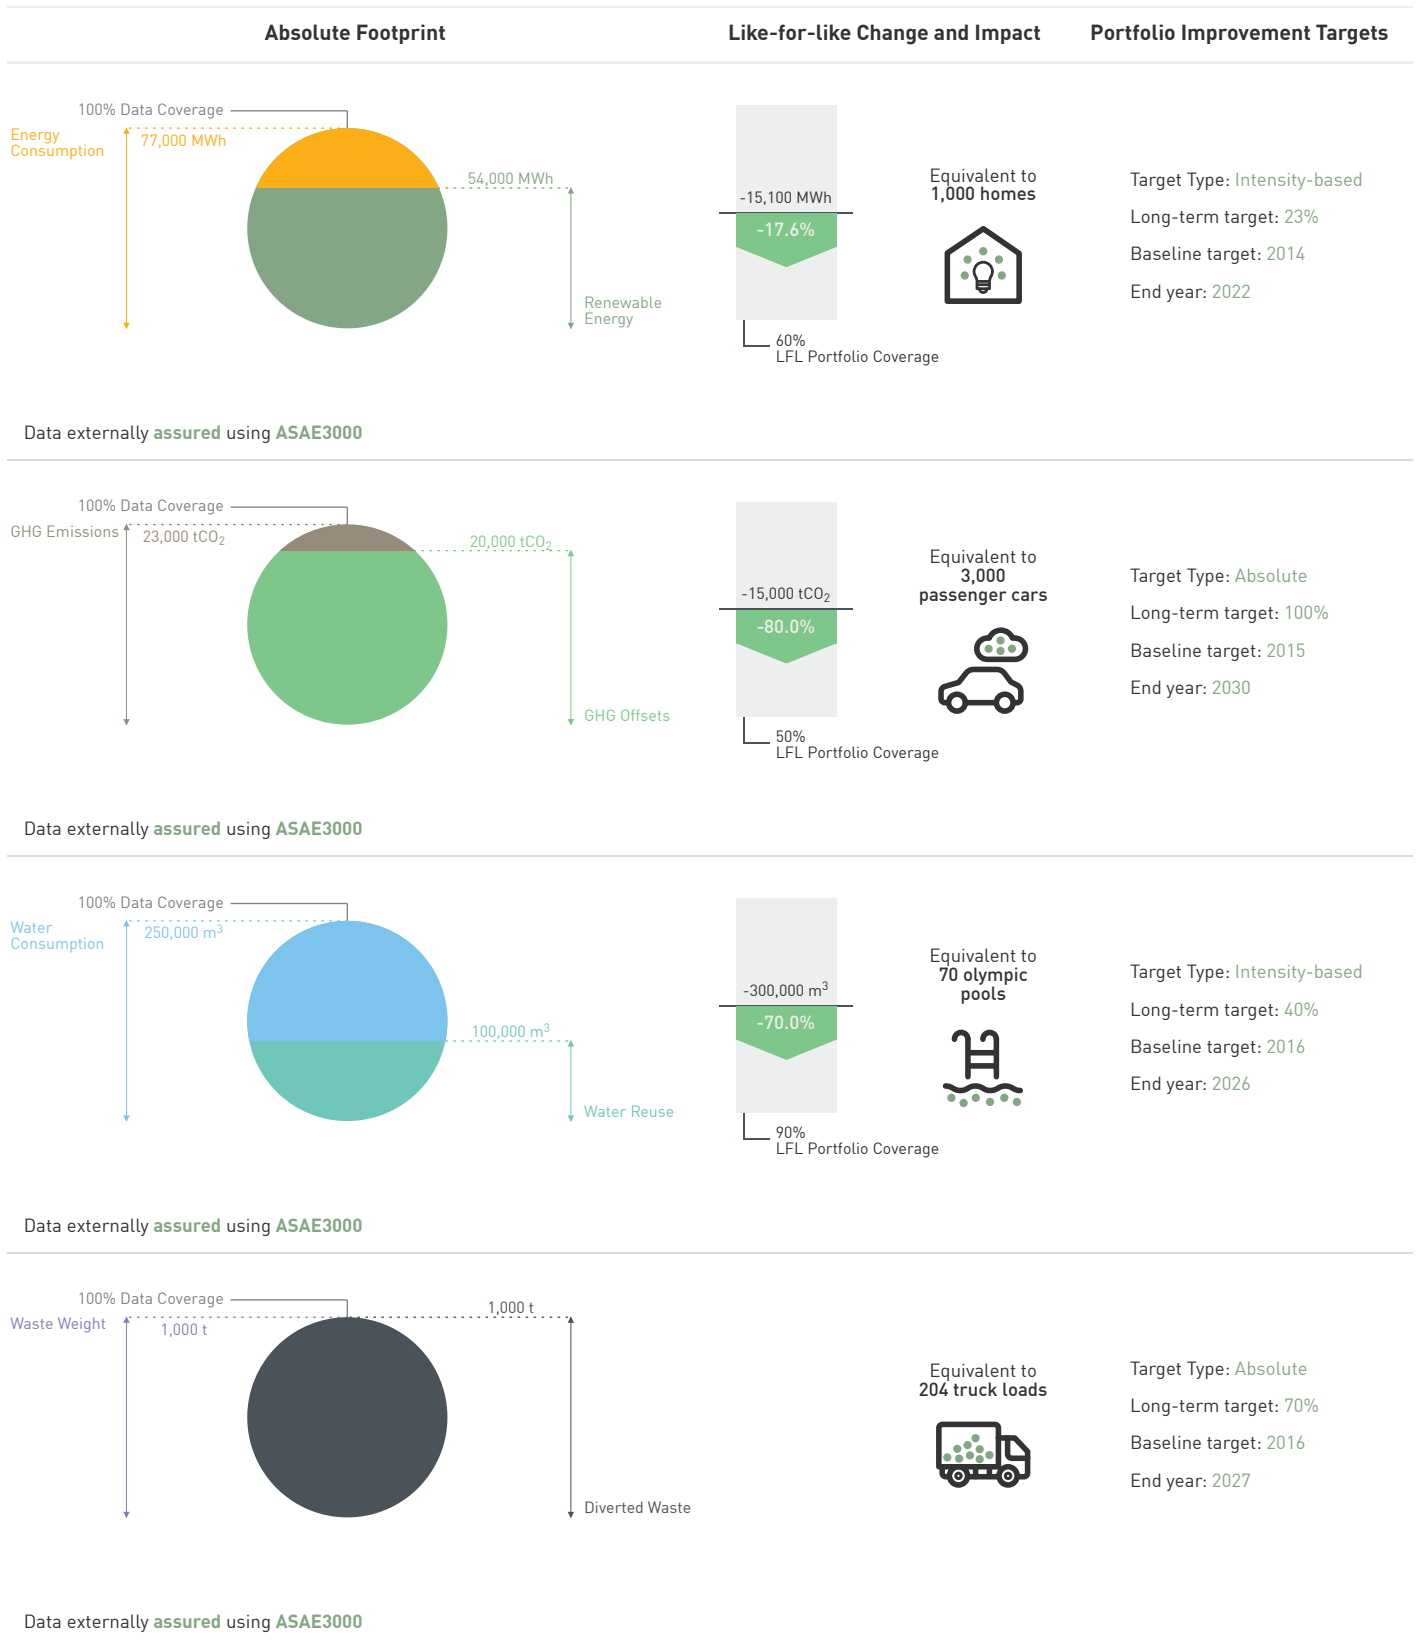 Absolute Footprint
Like-for-like Change and Impact
Portfolio Improvement Targets
100% Data Coverage
Energy
Consumption
77,000 MWh
54,000 MWh
Renewable
Energy
-15,100 MWh
-17.6%
60%
LFL Portfolio Coverage
Equivalent to
1,000 homes
Target Type: Intensity-based
Long-term target: 23%
Baseline target: 2014
End year: 2022
Data externally assured using ASAE3000
100% Data Coverage
GHG Emissions
23,000 tCO₂
20,000 tCO₂
GHG Offsets
-15,000 tCO₂
-80.0%
50%
LFL Portfolio Coverage
Equivalent to
3,000
passenger cars
Target Type: Absolute
Long-term target: 100%
Baseline target: 2015
End year: 2030
Data externally assured using ASAE3000
100% Data Coverage
Water
Consumption
250,000 m³
100,000 m³
Water Reuse
-300,000 m³
-70.0%
90%
LFL Portfolio Coverage
Equivalent to
70 olympic
pools
Target Type: Intensity-based
Long-term target: 40%
Baseline target: 2016
End year: 2026
Data externally assured using ASAE3000
100% Data Coverage
Waste Weight
1,000 t
1,000 t
Diverted Waste
Equivalent to
204 truck loads
Target Type: Absolute
Long-term target: 70%
Baseline target: 2016
End year: 2027
Data externally assured using ASAE3000